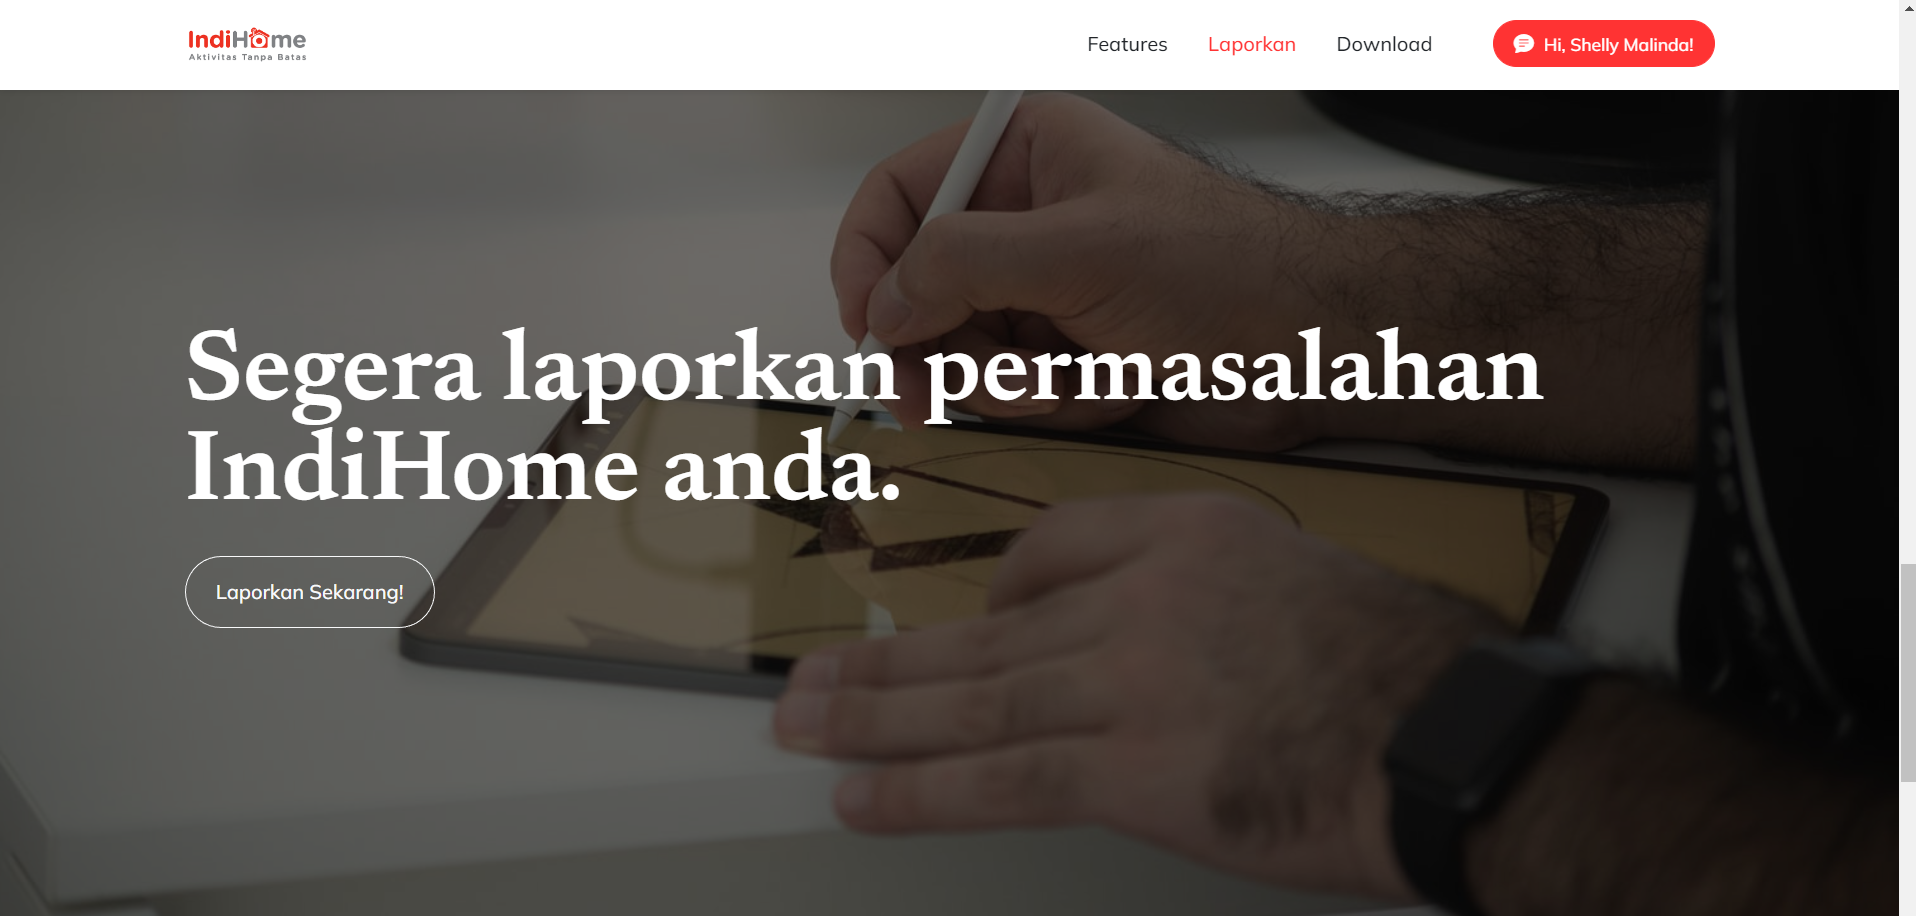 IndiHome
Aktivitas Tanpa Batas
Features
Laporkan
Download
Hi, Shelly Malinda!
Segera laporkan permasalahan
IndiHome anda.
Laporkan Sekarang!